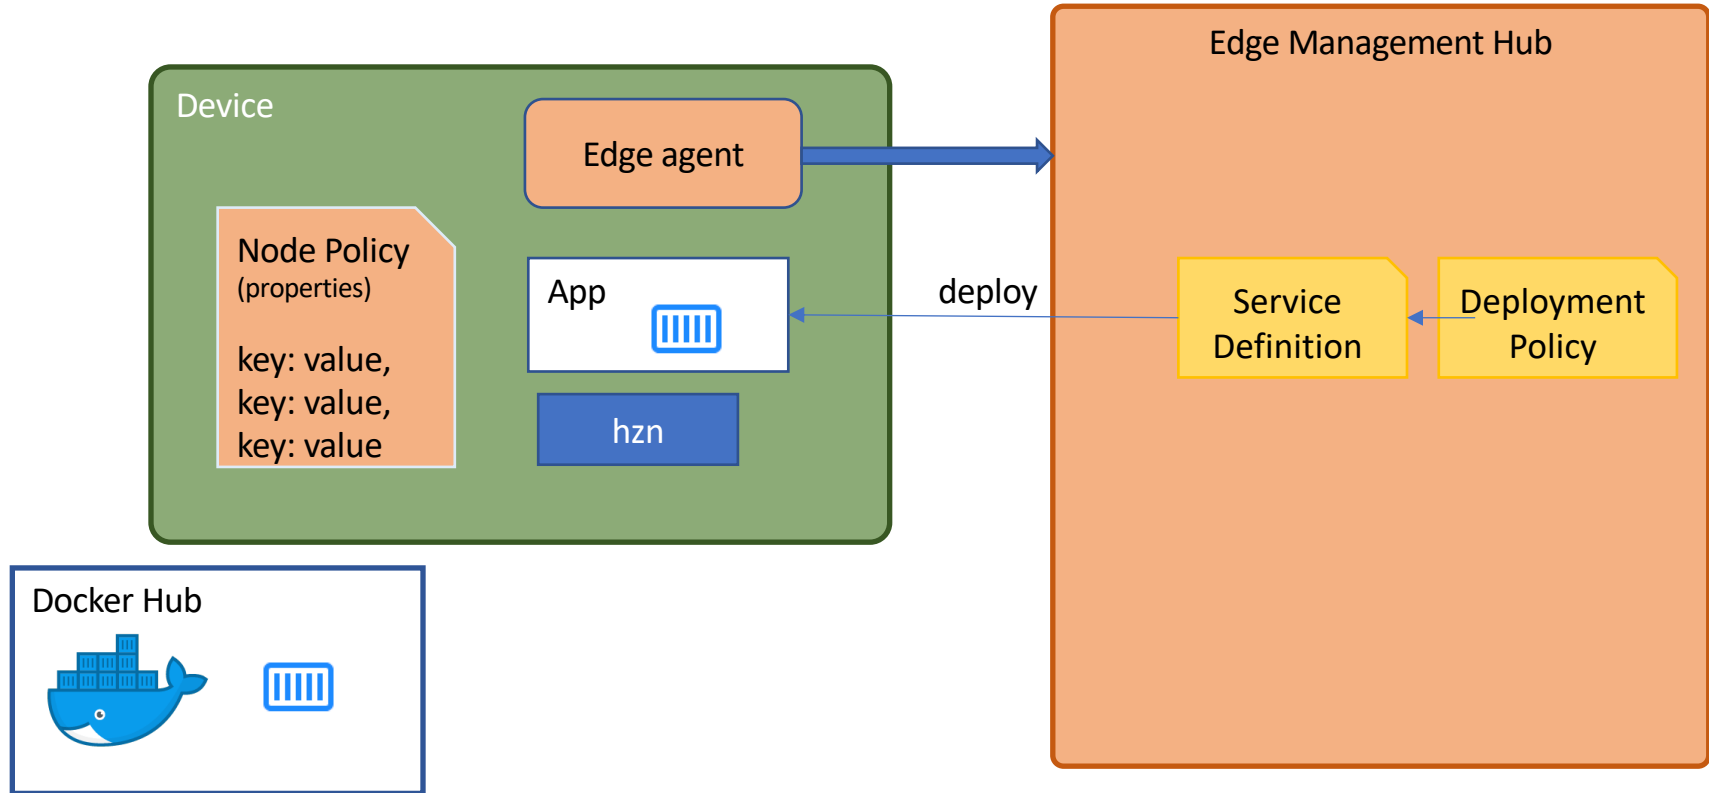 Edge Management Hub
Device
Edge agent
Node Policy
(properties)
key: value,
key: value,
key: value
App
hzn
deploy
Service
Definition
Deployment
Policy
Docker Hub